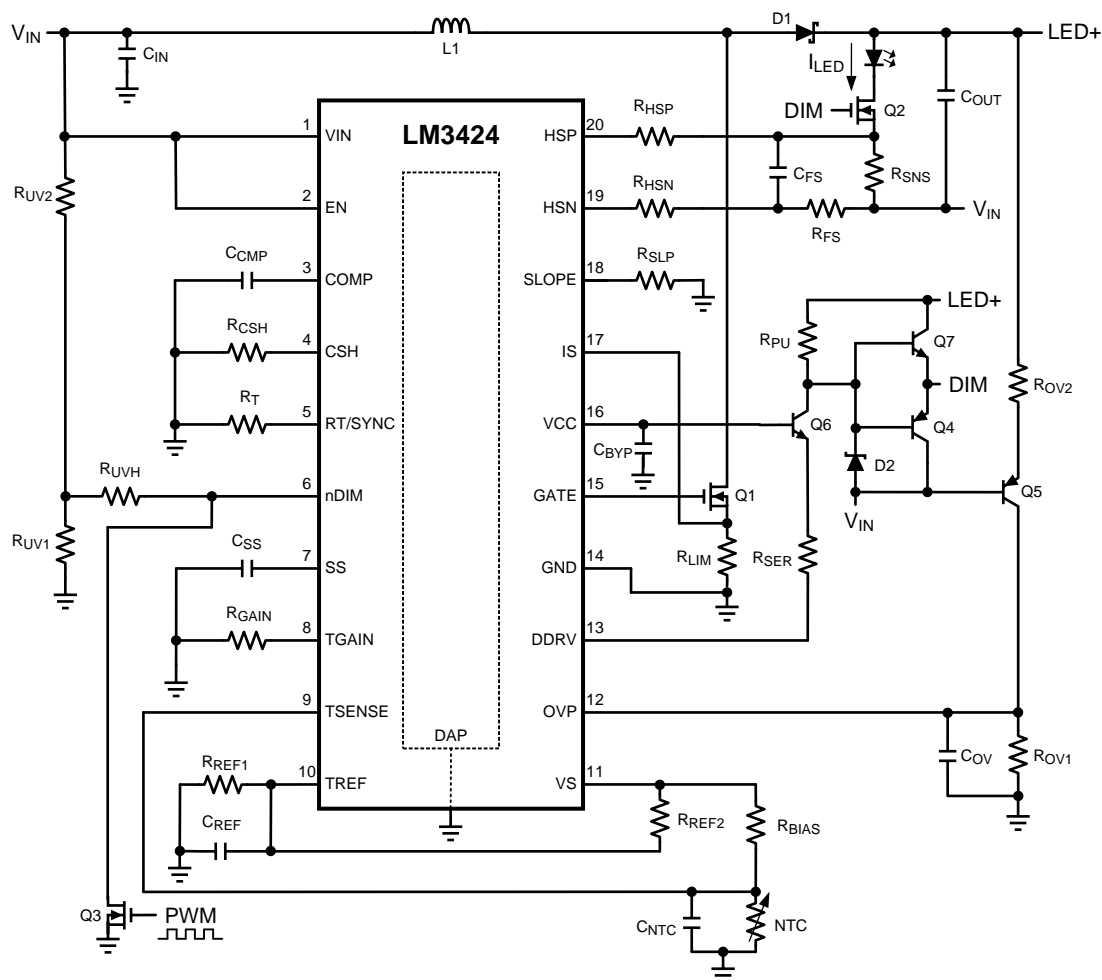 VIN
CIN
L1
D1
LED+
ILED
DIM
Q2
COUT
1
VIN
LM3424
HSP
20
RHSP
CFS
RSNS
RUV2
2
EN
HSN
19
RHSN
RFS
VIN
CCMP
3
COMP
SLOPE
18
RSLP
LED+
RCSH
4
CSH
IS
17
RPU
Q7
ROV2
DIM
RT
5
RT/SYNC
VCC
16
CBYP
Q6
Q4
D2
RUVH
6
nDIM
GATE
15
Q1
VIN
Q5
RUV1
CSS
7
SS
GND
14
RLIM
RSER
RGAIN
8
TGAIN
DDRV
13
9
TSENSE
OVP
12
DAP
COV
ROV1
RREF1
10
TREF
VS
11
CREF
RREF2
RBIAS
Q3
PWM
CNTC
NTC